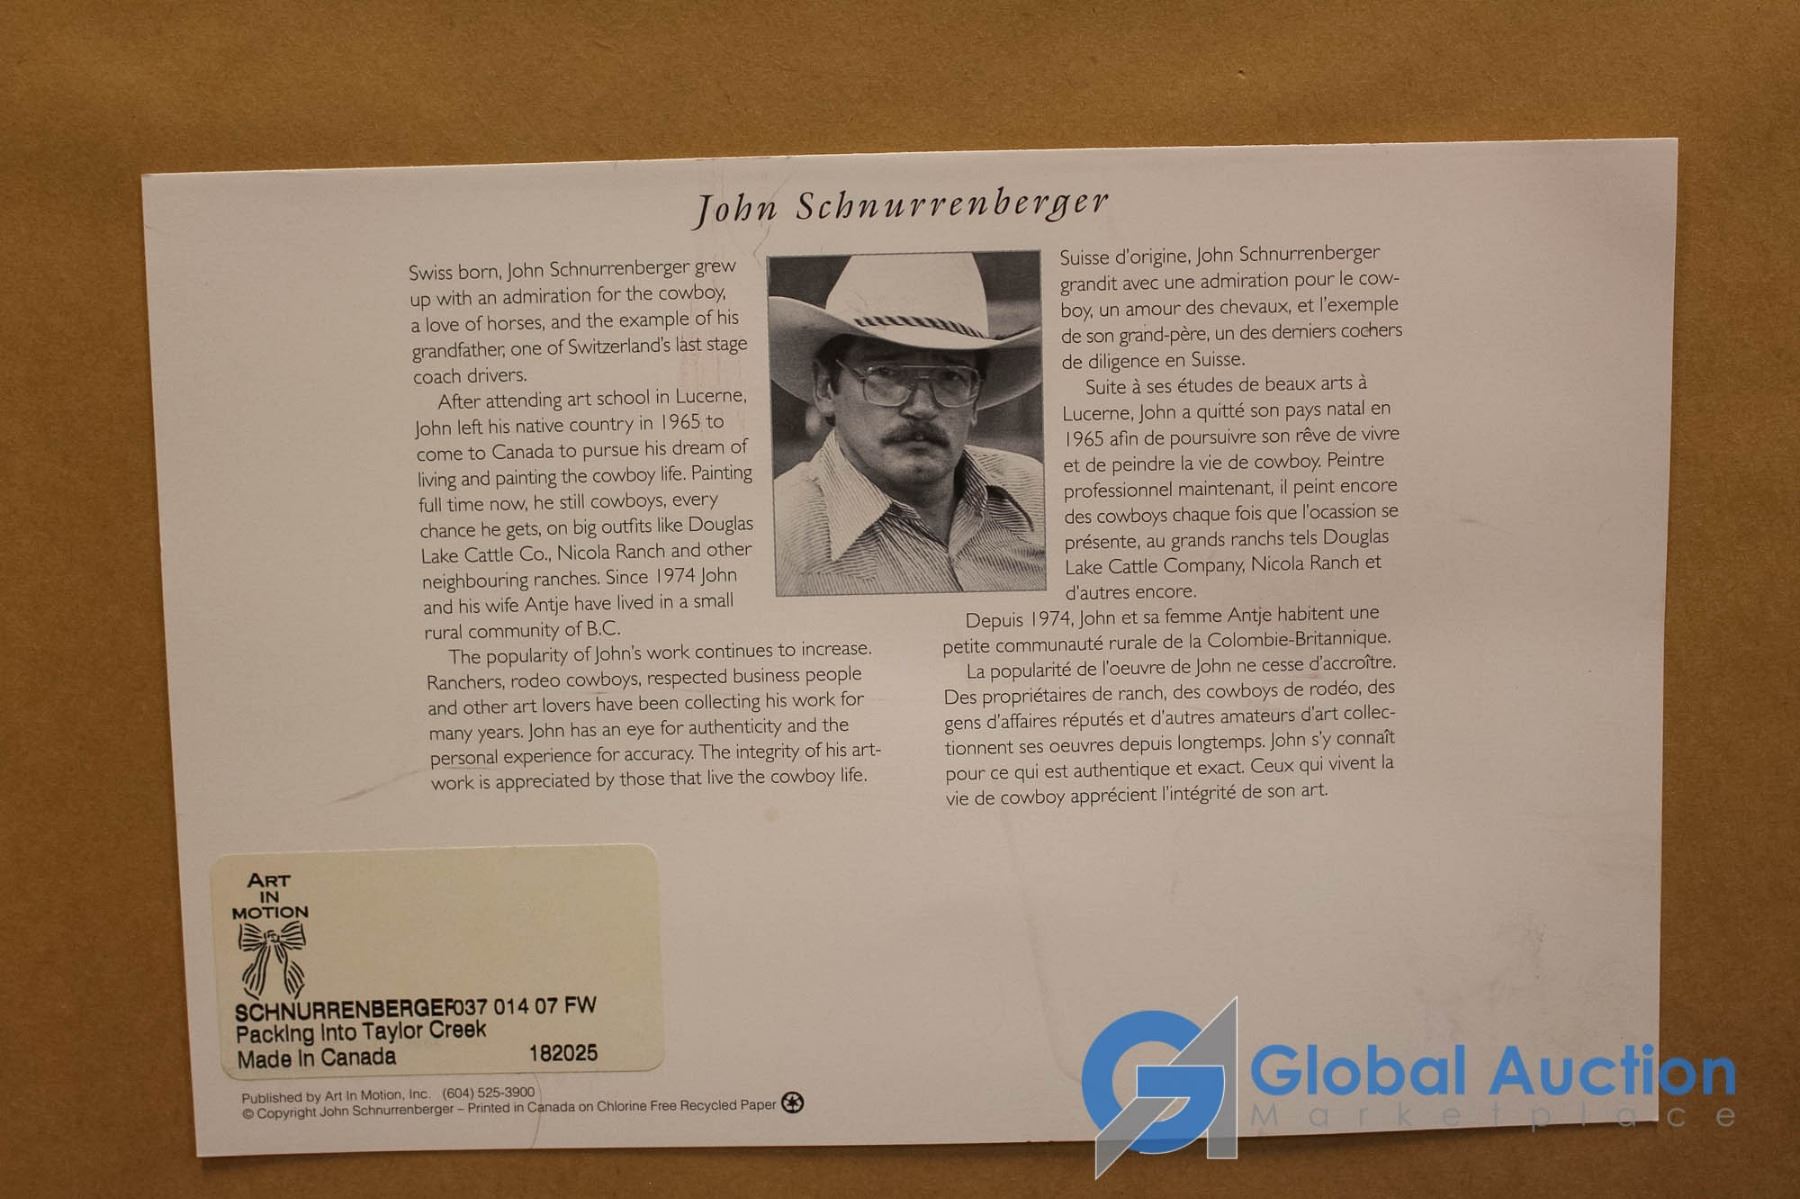 John Schnurrenberger
Swiss born, John Schnurrenberger grew
up with an admiration for the cowboy,
a love of horses, and the example of his
grandfather, one of Switzerland's last stage
coach drivers.
After attending art school in Lucerne,
John left his native country in 1965 to
come to Canada to pursue his dream of
living and painting the cowboy life. Painting
full time now, he still cowboys, every
chance he gets, on big outfits like Douglas
Lake Cattle Co., Nicola Ranch and other
neighbouring ranches. Since 1974 John
and his wife Antje have lived in a small
rural community of B.C.
The popularity of John's work continues to increase.
Ranchers, rodeo cowboys, respected business people
and other art lovers have been collecting his work for
many years. John has an eye for authenticity and the
personal experience for accuracy. The integrity of his art-
work is appreciated by those that live the cowboy life.
Suisse d'origine, John Schnurrenberger
grandit avec une admiration pour le cow-
boy, un amour des chevaux, et l'exemple
de son grand-père, un des derniers cochers
de diligence en Suisse.
Suite à ses études de beaux arts à
Lucerne, John a quitté son pays natal en
1965 afin de poursuivre son rêve de vivre
et de peindre la vie de cowboy. Peintre
professionnel maintenant, il peint encore
des cowboys chaque fois que l'ocassion se
présente, au grands ranchs tels Douglas
Lake Cattle Company, Nicola Ranch et
d'autres encore.
Depuis 1974, John et sa femme Antje habitent une
petite communauté rurale de la Colombie-Britannique.
La popularité de l'oeuvre de John ne cesse d'accroître.
Des propriétaires de ranch, des cowboys de rodéo, des
gens d'affaires réputés et d'autres amateurs d'art collec-
tionnent ses oeuvres depuis longtemps. John s'y connaît
pour ce qui est authentique et exact. Ceux qui vivent la
vie de cowboy apprécient l'intégrité de son art.
ART
IN
MOTION
SCHNURRENBERGER037 014 07 FW
Packing Into Taylor Creek
Made In Canada 182025
Published by Art In Motion, Inc. (604) 525-3900
© Copyright John Schnurrenberger – Printed in Canada on Chlorine Free Recycled Paper
Global Auction
Marketplace